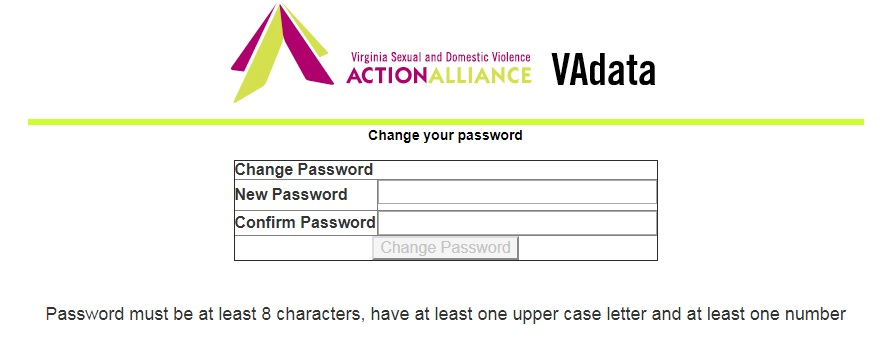 Virginia Sexual and Domestic Violence
ACTIONALLIANCE VAdata
Change your password
Change Password
New Password
Confirm Password
Change Password
Password must be at least 8 characters, have at least one upper case letter and at least one number